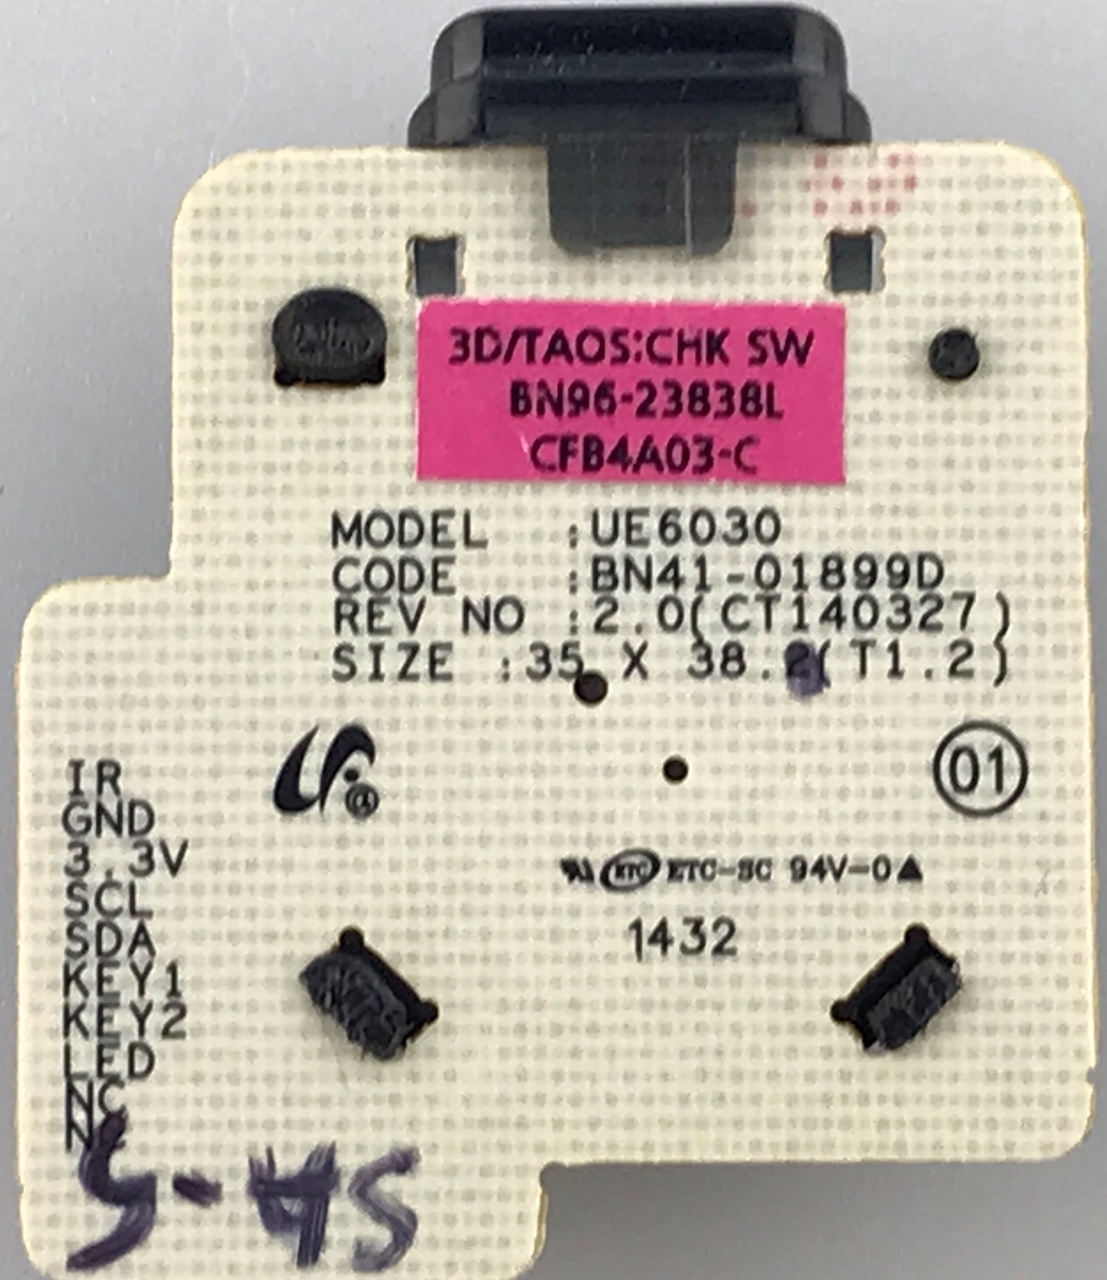 3D/TAOS:CHK SW
BN96-23838L
CFB4A03-C
MODEL :UE6030
CODE :BN41-01899D
REV NO :2.0(CT140327)
SIZE :35 X 38.2(T1.2)
01
IR
GND
3.3V
SCL
SDA
KEY1
KEY2
LED
NC
NC
ETC ETC-SC 94V-0▲
1432